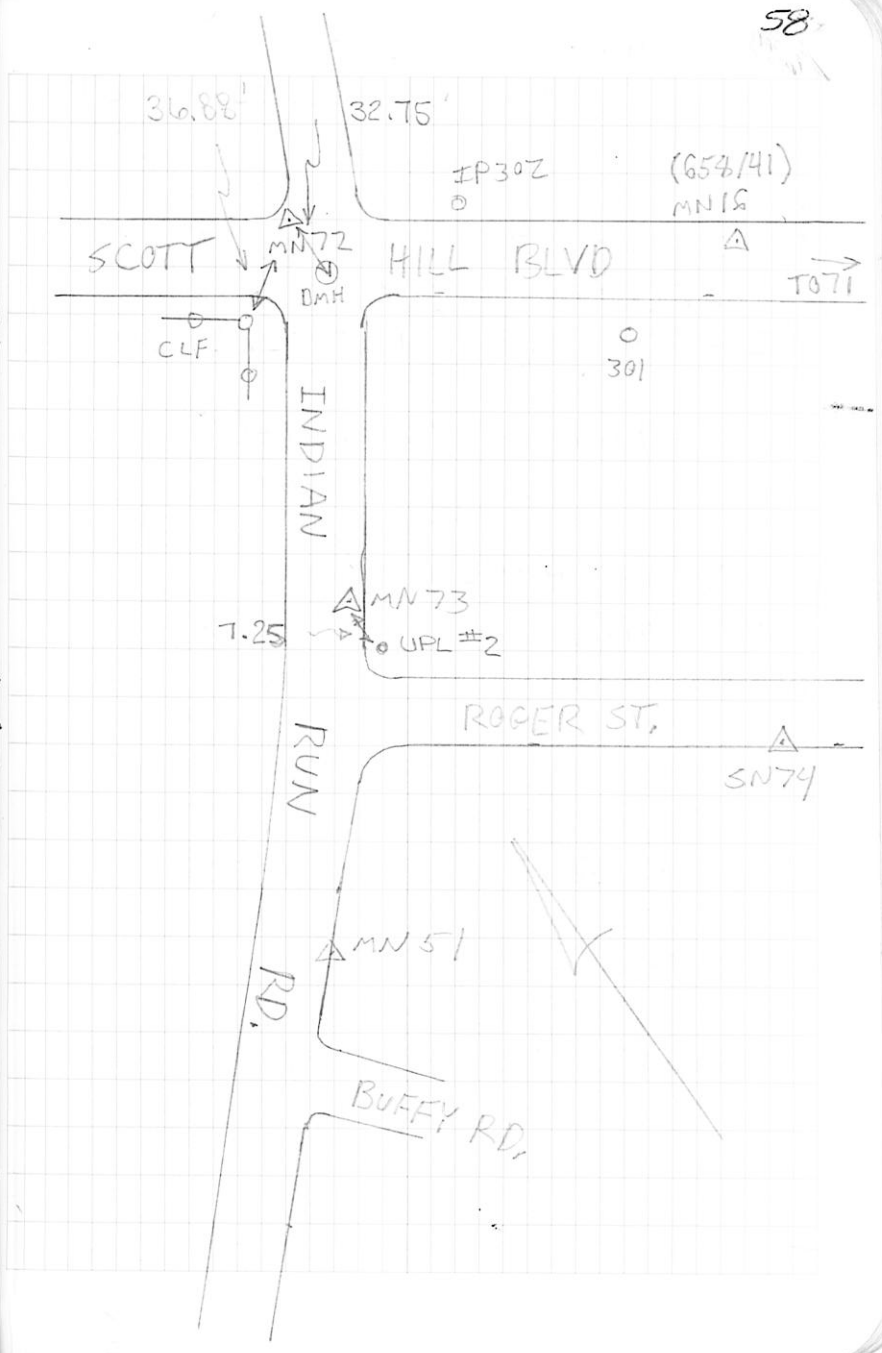 58
36.88' 32.75'
IP302 (658/41)
MN16
SCOTT HILL BLVD
MN72
DMH
TO71
CLF
301
INDIAN
MN73
7.25
UPL #2
ROGER ST.
RUN
SN74
MN51
RD.
BUFFY RD.